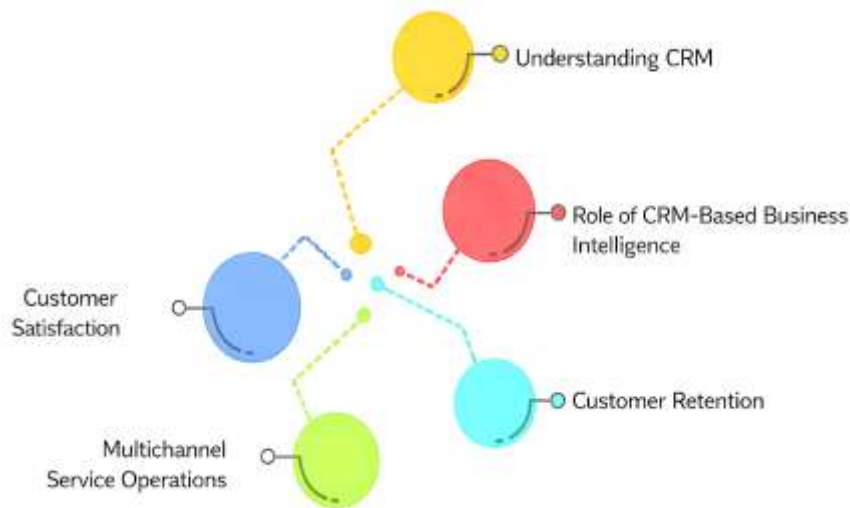 Understanding CRM
Role of CRM-Based Business
Intelligence
Customer
Satisfaction
Customer Retention
Multichannel
Service Operations